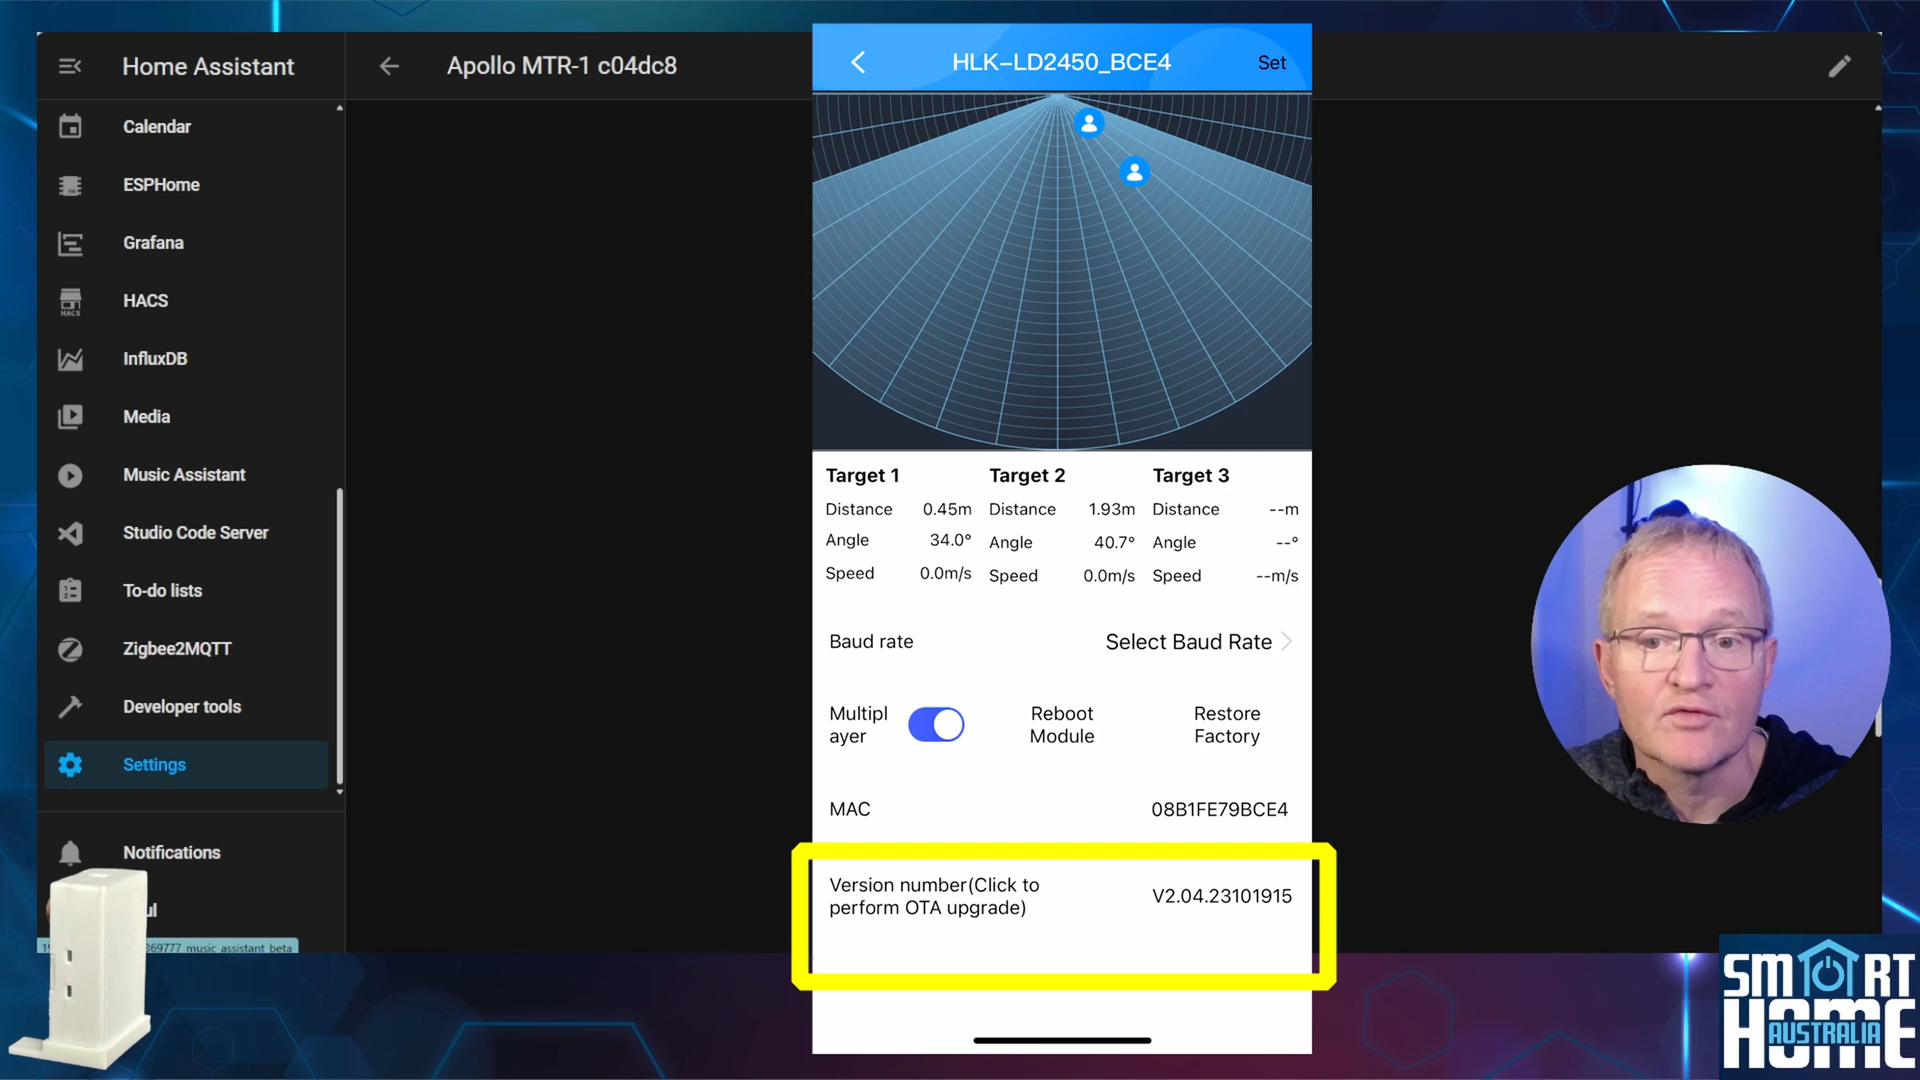 Home Assistant
Calendar
ESPHome
Grafana
HACS
HACS
InfluxDB
Media
Music Assistant
Studio Code Server
To-do lists
Zigbee2MQTT
Developer tools
Settings
Notifications
ul
369777_music_assistant_beta
Apollo MTR-1 c04dc8
HLK-LD2450_BCE4
Set
Target 1 Target 2 Target 3
Distance 0.45m Distance 1.93m Distance --m
Angle 34.0° Angle 40.7° Angle --°
Speed 0.0m/s Speed 0.0m/s Speed --m/s
Baud rate Select Baud Rate
Multipl
ayer
Reboot
Module
Restore
Factory
MAC 08B1FE79BCE4
Version number(Click to
perform OTA upgrade)
V2.04.23101915
SMART
HOME
AUSTRALIA